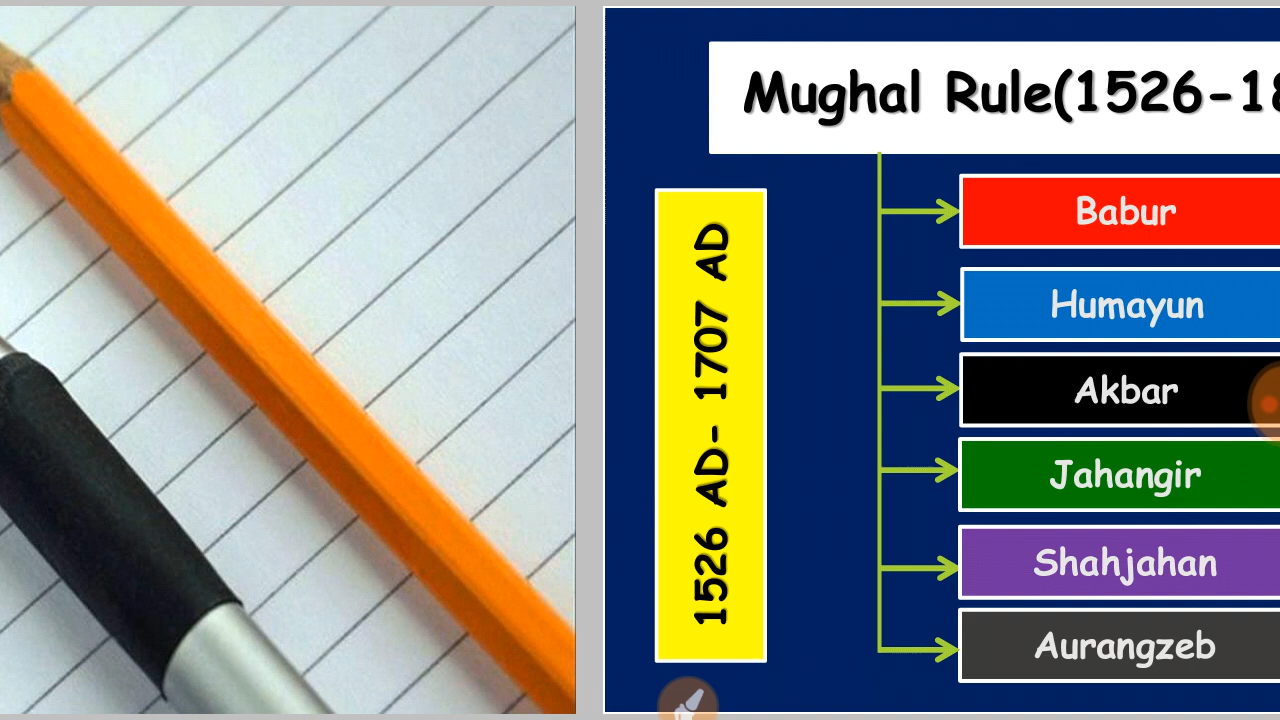 Mughal Rule(1526-18
1526 AD- 1707 AD
Babur
Humayun
Akbar
Jahangir
Shahjahan
Aurangzeb